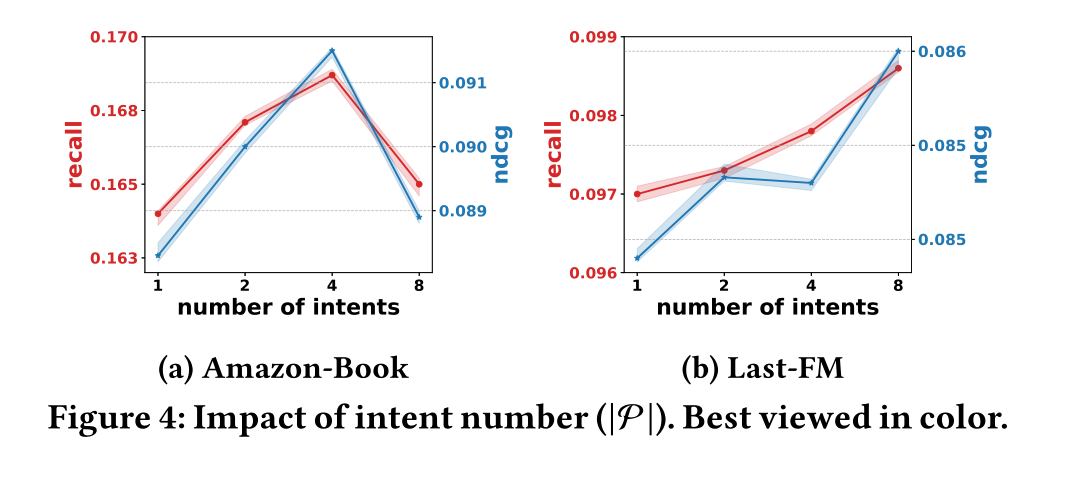 0.170
0.168
0.165
0.163
recall
0.091
0.090
0.089
ndcg
1 2 4 8
number of intents
(a) Amazon-Book
0.099
0.098
0.097
0.096
recall
0.086
0.085
0.085
ndcg
1 2 4 8
number of intents
(b) Last-FM
Figure 4: Impact of intent number (|𝒫|). Best viewed in color.